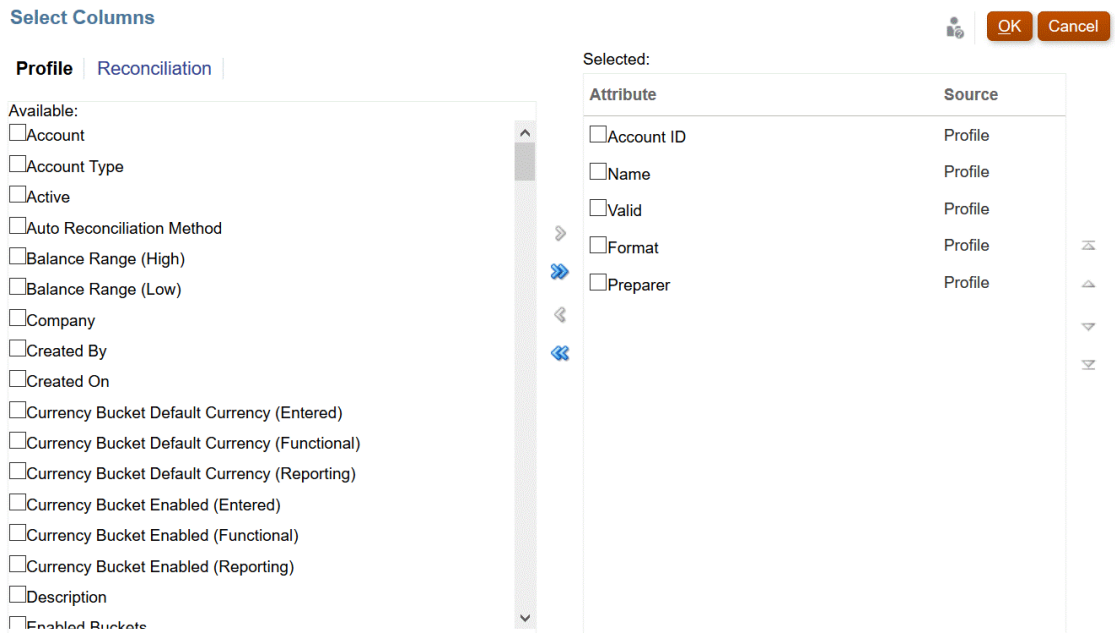 Select Columns
OK
Cancel
Profile
Reconciliation
Available:
Account
Account Type
Active
Auto Reconciliation Method
Balance Range (High)
Balance Range (Low)
Company
Created By
Created On
Currency Bucket Default Currency (Entered)
Currency Bucket Default Currency (Functional)
Currency Bucket Default Currency (Reporting)
Currency Bucket Enabled (Entered)
Currency Bucket Enabled (Functional)
Currency Bucket Enabled (Reporting)
Description
Enabled Buckets
Selected:
Attribute Source
Account ID Profile
Name Profile
Valid Profile
Format Profile
Preparer Profile